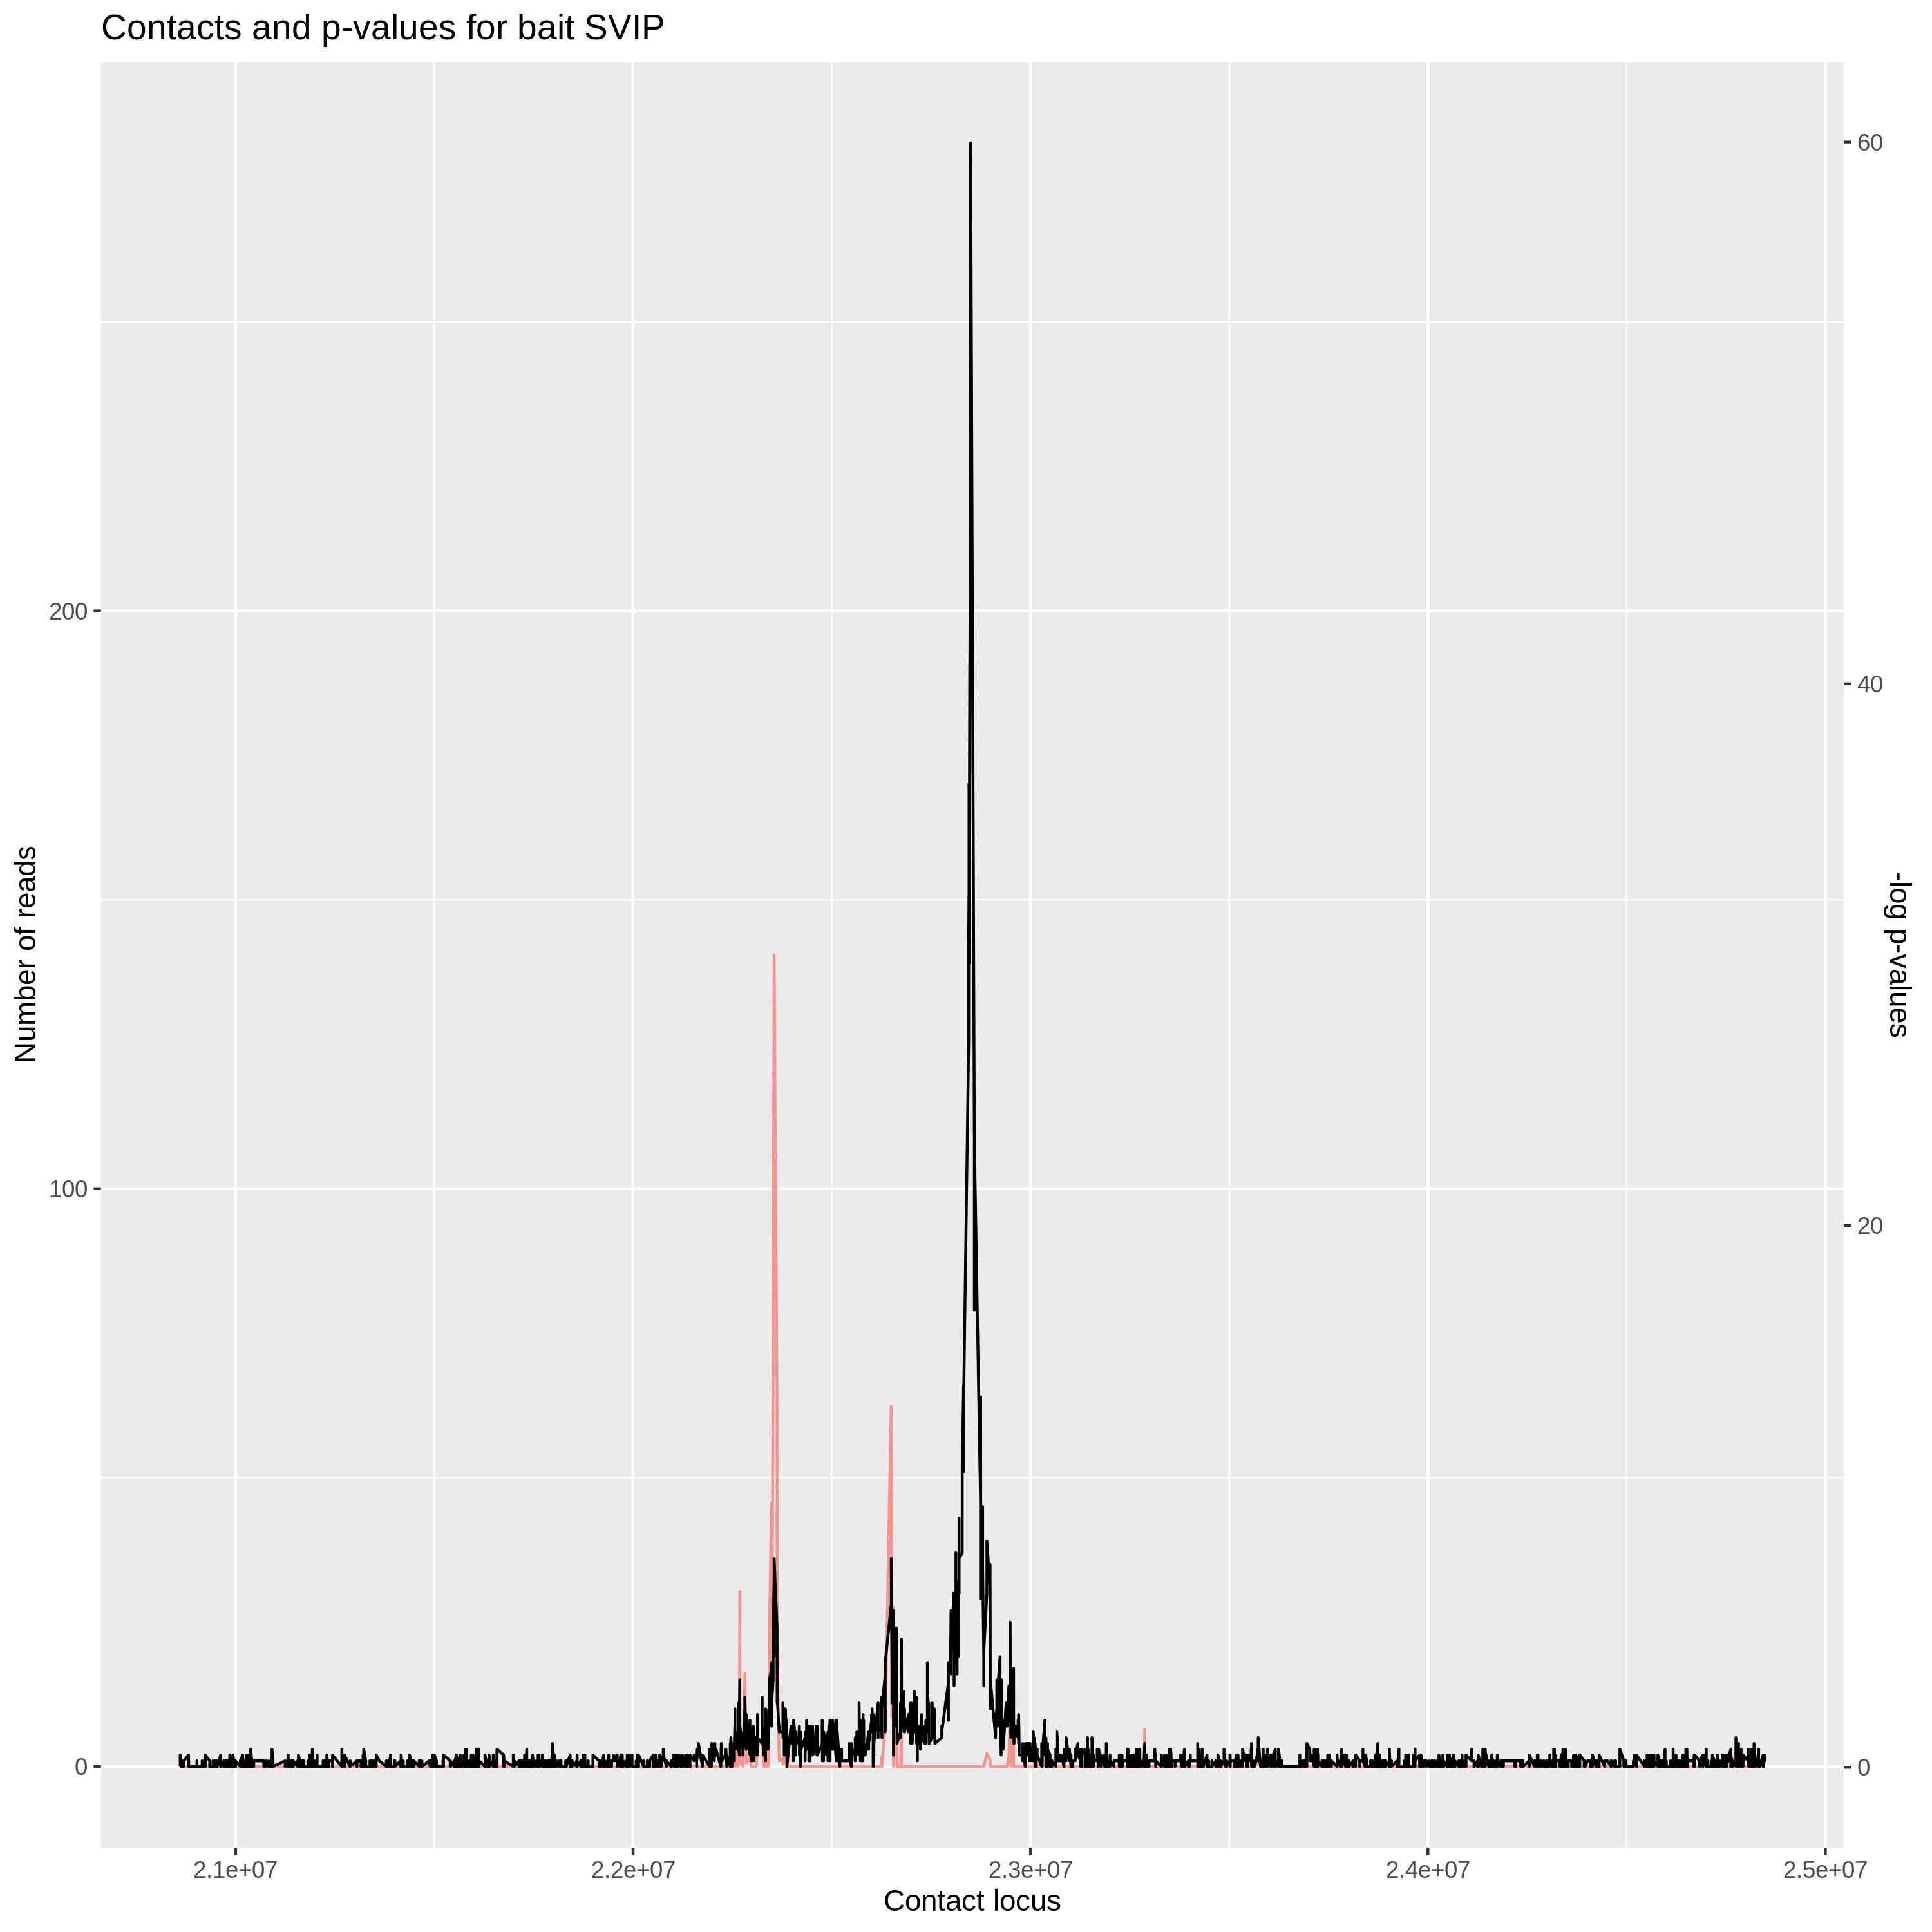 Contacts and p-values for bait SVIP
Number of reads
200
100
0
60
40
20
0
-log p-values
2.1e+07
2.2e+07
2.3e+07
2.4e+07
2.5e+07
Contact locus